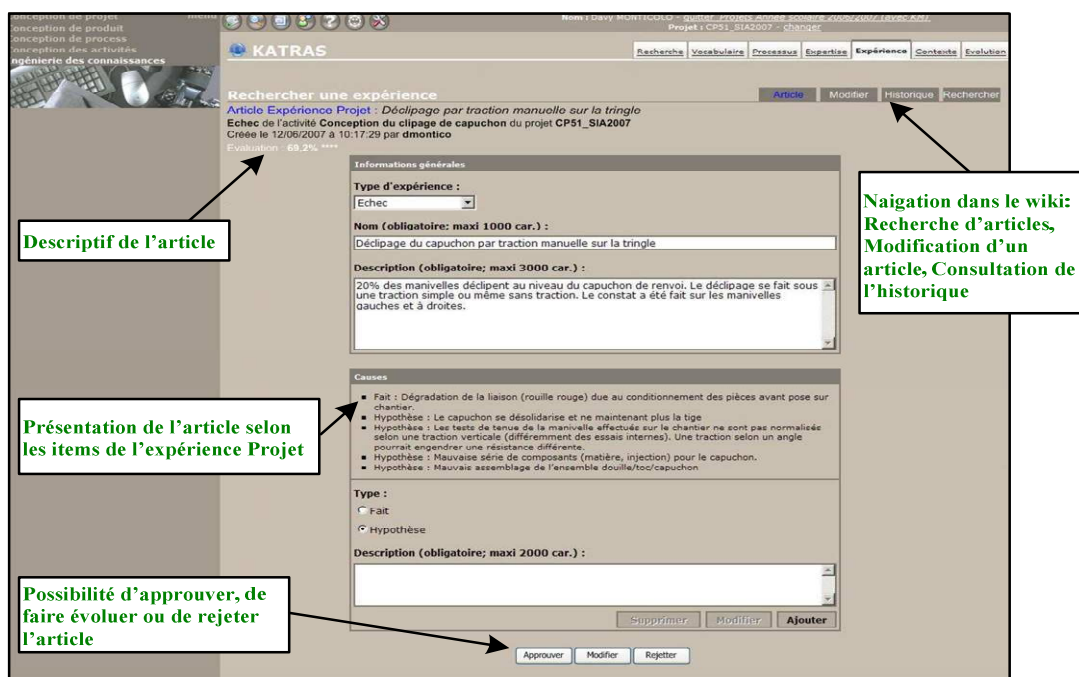 Conception de projet
menu
Conception de produit
Conception de process
Conception des activités
Ingénierie des connaissances
Nom : Davy MONTICOLO - quitter Projets Année scolaire 2006/2007 (avec
Projet : CP51_SIA2007 - changer
KATRAS
Recherche Vocabulaire Processus Expertise Expérience Contexte Evolution
Rechercher une expérience
Article Modifier Historique Rechercher
Article Expérience Projet : Déclipage par traction manuelle sur la tringle
Echec de l'activité Conception du clipage de capuchon du projet CP51_SIA2007
Créée le 12/06/2007 à 10:17:29 par dmontico
Evaluation : 69,2% ****
Informations générales
Type d'expérience :
Echec
Nom (obligatoire; maxi 1000 car.) :
Déclipage du capuchon par traction manuelle sur la tringle
Description (obligatoire; maxi 3000 car.) :
20% des manivelles déclipent au niveau du capuchon de renvoi. Le déclipage se fait sous
une traction simple ou même sans traction. Le constat a été fait sur les manivelles
gauches et à droites.
Descriptif de l'article
Naigation dans le wiki:
Recherche d'articles,
Modification d'un
article, Consultation de
l'historique
Causes
Fait : Dégradation de la liaison (rouille rouge) due au conditionnement des pièces avant pose sur
chantier.
Hypothèse : Le capuchon se désolidarise et ne maintenant plus la tige
Hypothèse : Les tests de tenue de la manivelle effectués sur le chantier ne sont pas normalisés
selon une traction verticale (différemment des essais internes). Une traction selon un angle
pourrait engendrer une résistance différente.
Hypothèse : Mauvaise série de composants (matière, injection) pour le capuchon.
Hypothèse : Mauvais assemblage de l'ensemble douille/toc/capuchon
Présentation de l'article selon
les items de l'expérience Projet
Type :
Fait
Hypothèse
Description (obligatoire; maxi 2000 car.) :
Supprimer Modifier Ajouter
Possibilité d'approuver, de
faire évoluer ou de rejeter
l'article
Approuver Modifier Rejetter